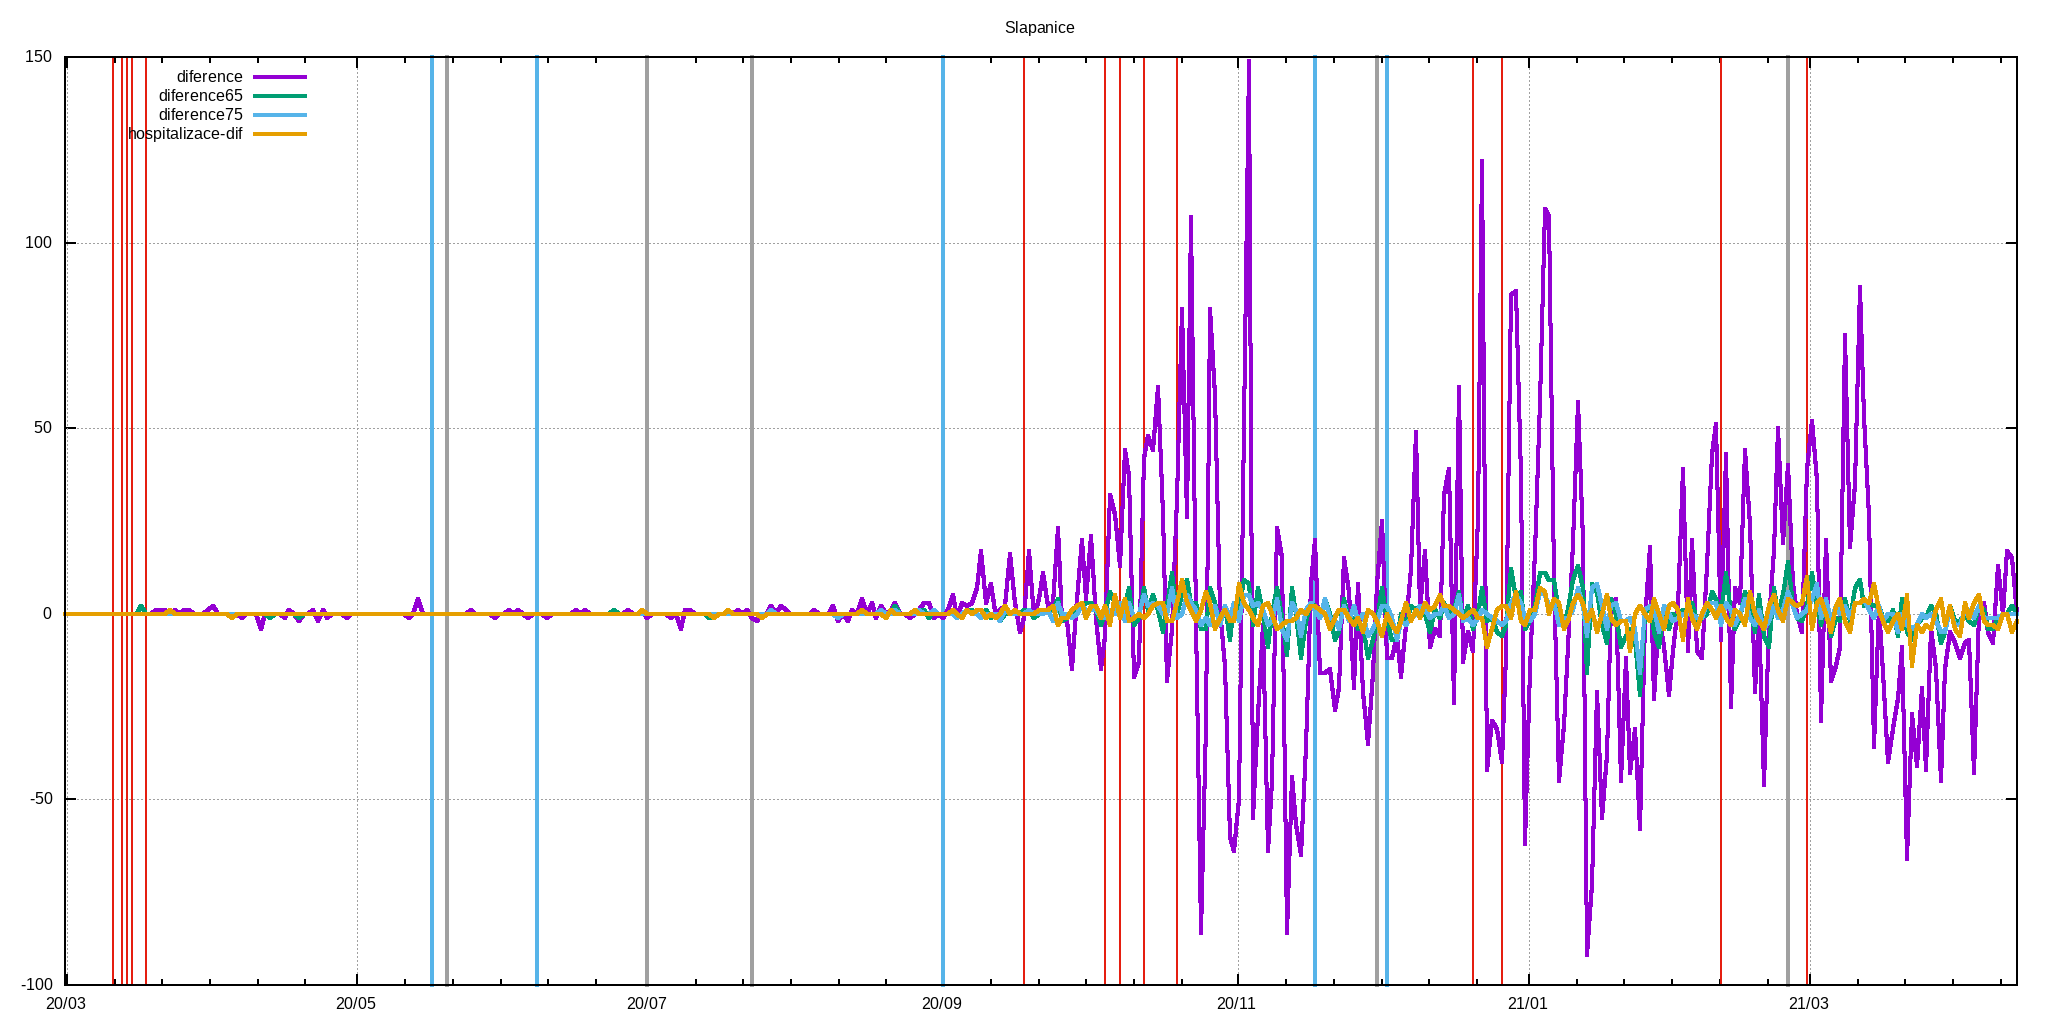 Slapanice
150
diference
diference65
diference75
hospitalizace-dif
100
50
0
-50
-100
20/03 20/05 20/07 20/09 20/11 21/01 21/03